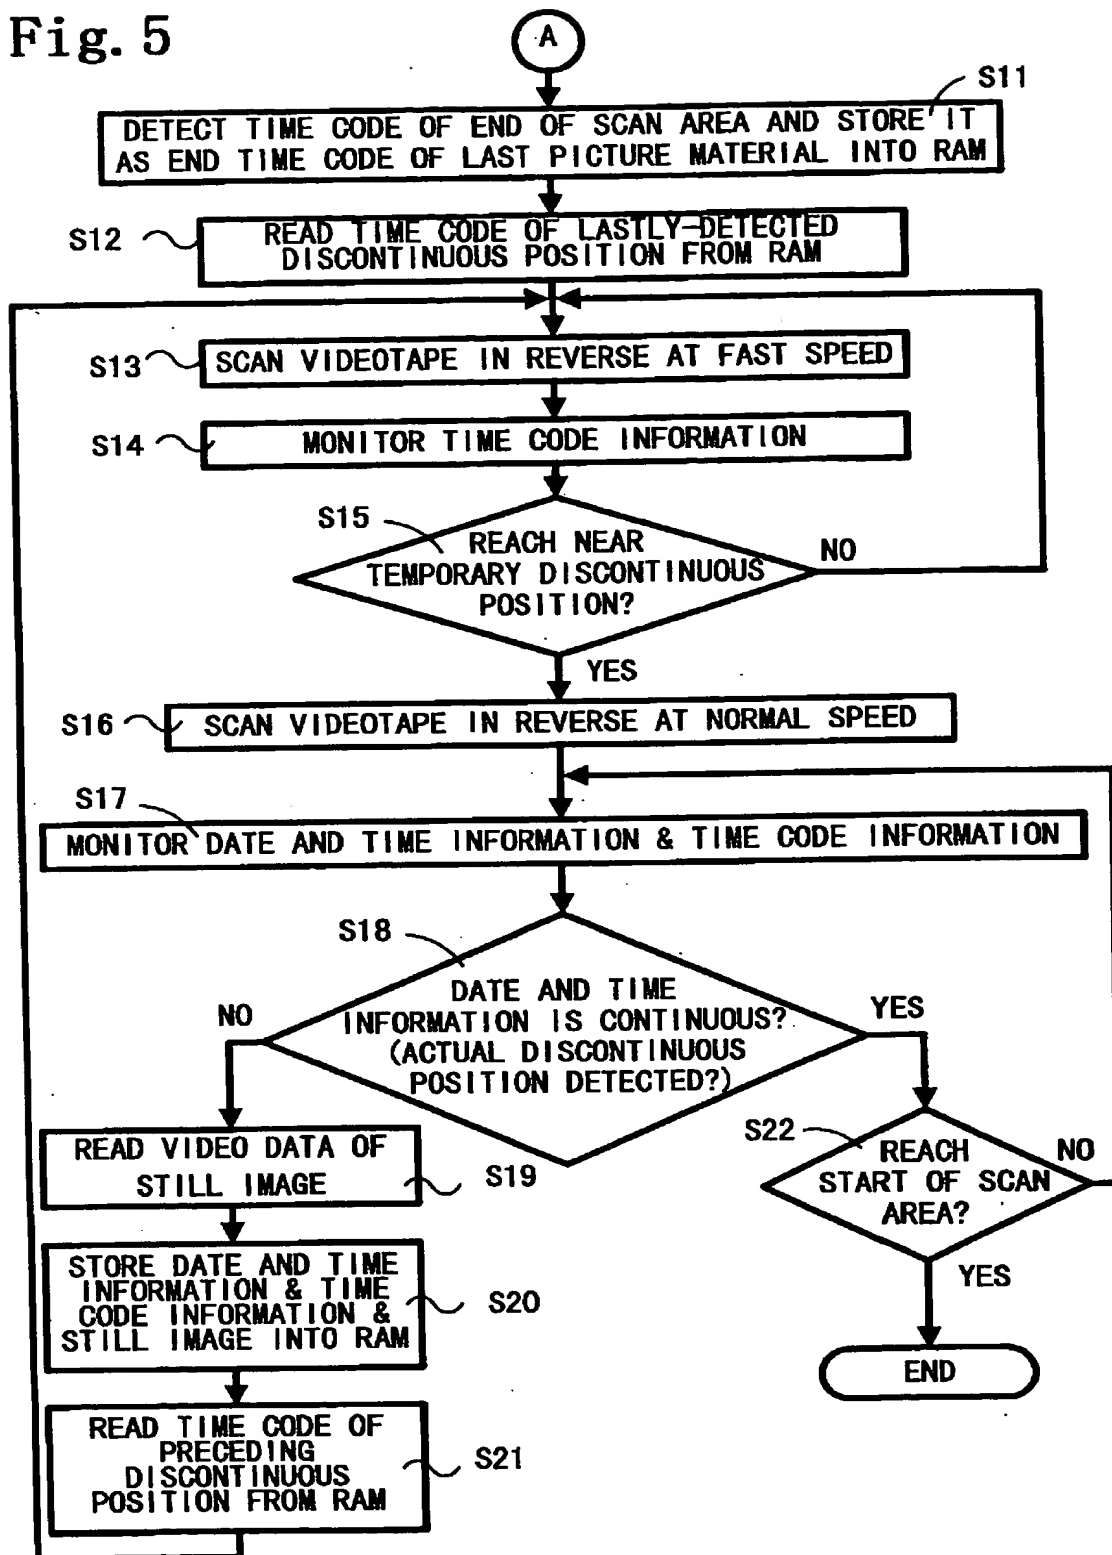 Fig. 5
A
S11
DETECT TIME CODE OF END OF SCAN AREA AND STORE IT
AS END TIME CODE OF LAST PICTURE MATERIAL INTO RAM
S12
READ TIME CODE OF LASTLY-DETECTED
DISCONTINUOUS POSITION FROM RAM
S13
SCAN VIDEOTAPE IN REVERSE AT FAST SPEED
S14
MONITOR TIME CODE INFORMATION
S15
REACH NEAR
TEMPORARY DISCONTINUOUS
POSITION?
NO
YES
S16
SCAN VIDEOTAPE IN REVERSE AT NORMAL SPEED
S17
MONITOR DATE AND TIME INFORMATION & TIME CODE INFORMATION
S18
DATE AND TIME
INFORMATION IS CONTINUOUS?
(ACTUAL DISCONTINUOUS
POSITION DETECTED?)
NO
YES
READ VIDEO DATA OF
STILL IMAGE
S19
S22
REACH
START OF SCAN
AREA?
NO
YES
STORE DATE AND TIME
INFORMATION & TIME
CODE INFORMATION &
STILL IMAGE INTO RAM
S20
END
READ TIME CODE OF
PRECEDING
DISCONTINUOUS
POSITION FROM RAM
S21